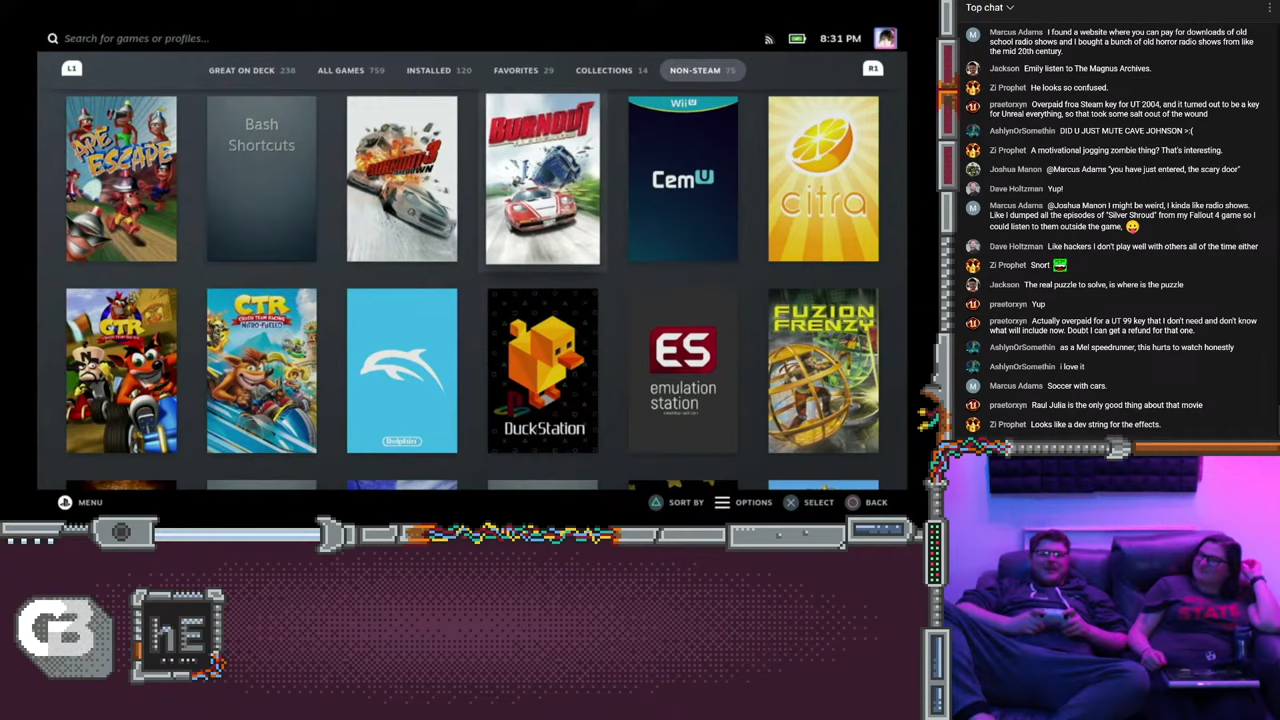 Search for games or profiles...
8:31 PM
L1
GREAT ON DECK 238
ALL GAMES 759
INSTALLED 120
FAVORITES 29
COLLECTIONS 14
NON-STEAM 75
R1
APE ESCAPE
Bash
Shortcuts
BURNOUT 3
BURNOUT
Wii U
Cemu
citra
CTR
CTR
CRASH TEAM RACING
NITRO-FUELED
Dolphin
DuckStation
ES
emulation
station
FUZION
FRENZY
MENU
SORT BY
OPTIONS
SELECT
BACK
GB
hE
Top chat
Marcus Adams I found a website where you can pay for downloads of old
school radio shows and I bought a bunch of old horror radio shows from like
the mid 20th century.
Jackson Emily listen to The Magnus Archives.
Zi Prophet He looks so confused.
praetorxyn Overpaid froa Steam key for UT 2004, and it turned out to be a key
for Unreal everything, so that took some salt oout of the wound
AshlynOrSomethin DID U JUST MUTE CAVE JOHNSON >:(
Zi Prophet A motivational jogging zombie thing? That's interesting.
Joshua Manon @Marcus Adams "you have just entered, the scary door"
Dave Holtzman Yup!
Marcus Adams @Joshua Manon I might be weird, I kinda like radio shows.
Like I dumped all the episodes of "Silver Shroud" from my Fallout 4 game so I
could listen to them outside the game,
Dave Holtzman Like hackers I don't play well with others all of the time either
Zi Prophet Snort
Jackson The real puzzle to solve, is where is the puzzle
praetorxyn Yup
praetorxyn Actually overpaid for a UT 99 key that I don't need and don't know
what will include now. Doubt I can get a refund for that one.
AshlynOrSomethin as a Mel speedrunner, this hurts to watch honestly
AshlynOrSomethin i love it
Marcus Adams Soccer with cars.
praetorxyn Raul Julia is the only good thing about that movie
Zi Prophet Looks like a dev string for the effects.
STATE